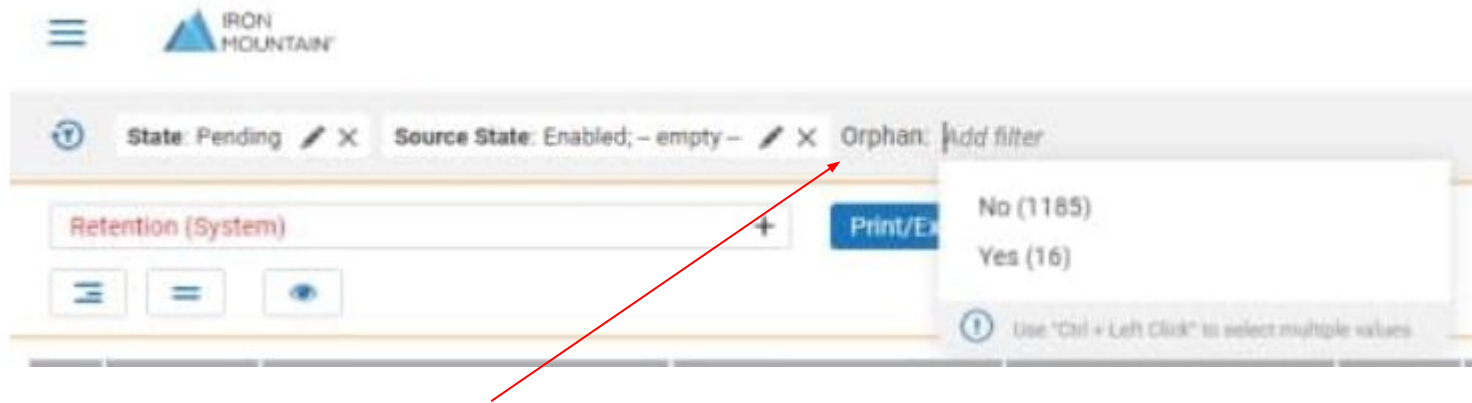 IRON
MOUNTAIN
State: Pending
Source State: Enabled; – empty –
Orphan: Add filter
Retention (System)
+
Print/Ex
No (1185)
Yes (16)
Use "Ctrl + Left Click" to select multiple values